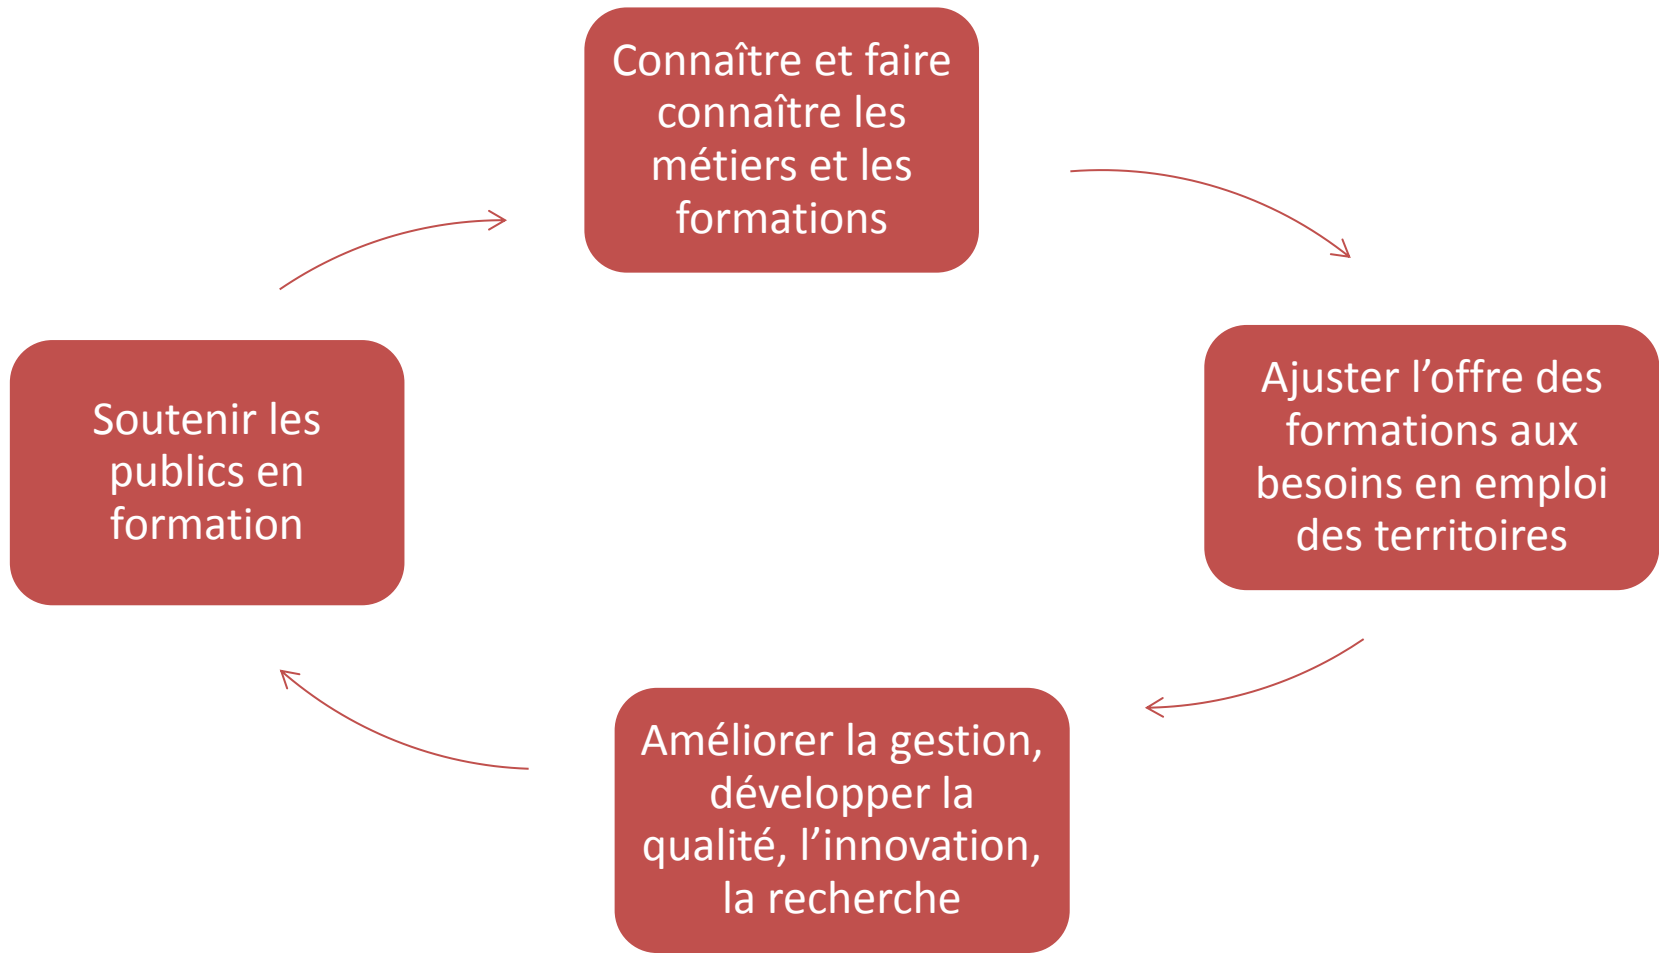 Connaître et faire
connaître les
métiers et les
formations
Ajuster l’offre des
formations aux
besoins en emploi
des territoires
Améliorer la gestion,
développer la
qualité, l’innovation,
la recherche
Soutenir les
publics en
formation